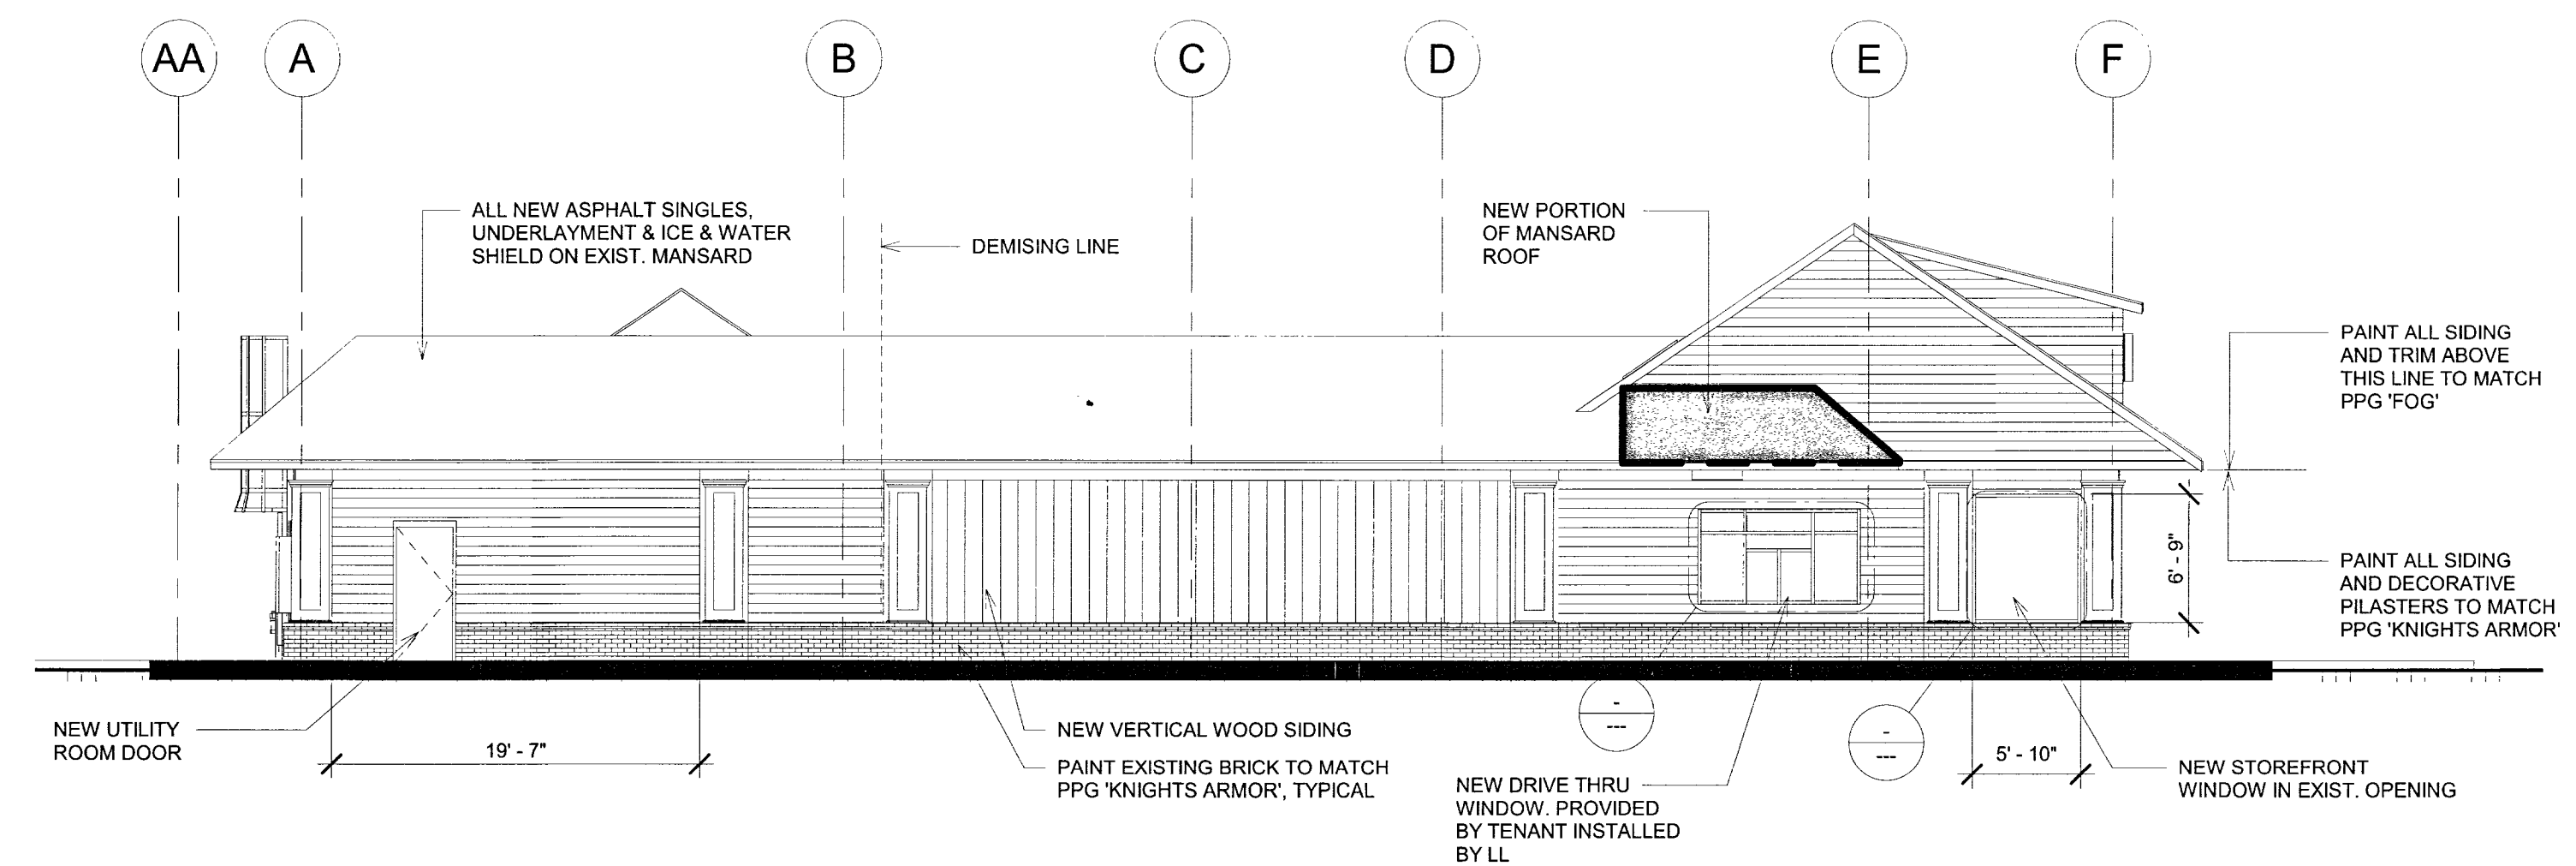 AA A B C D E F
ALL NEW ASPHALT SINGLES,
UNDERLAYMENT & ICE & WATER
SHIELD ON EXIST. MANSARD
DEMISING LINE
NEW PORTION
OF MANSARD
ROOF
PAINT ALL SIDING
AND TRIM ABOVE
THIS LINE TO MATCH
PPG 'FOG'
6' - 9"
PAINT ALL SIDING
AND DECORATIVE
PILASTERS TO MATCH
PPG 'KNIGHTS ARMOR'
NEW UTILITY
ROOM DOOR
19' - 7"
NEW VERTICAL WOOD SIDING
PAINT EXISTING BRICK TO MATCH
PPG 'KNIGHTS ARMOR', TYPICAL
-
---
NEW DRIVE THRU
WINDOW. PROVIDED
BY TENANT INSTALLED
BY LL
-
---
5' - 10"
NEW STOREFRONT
WINDOW IN EXIST. OPENING